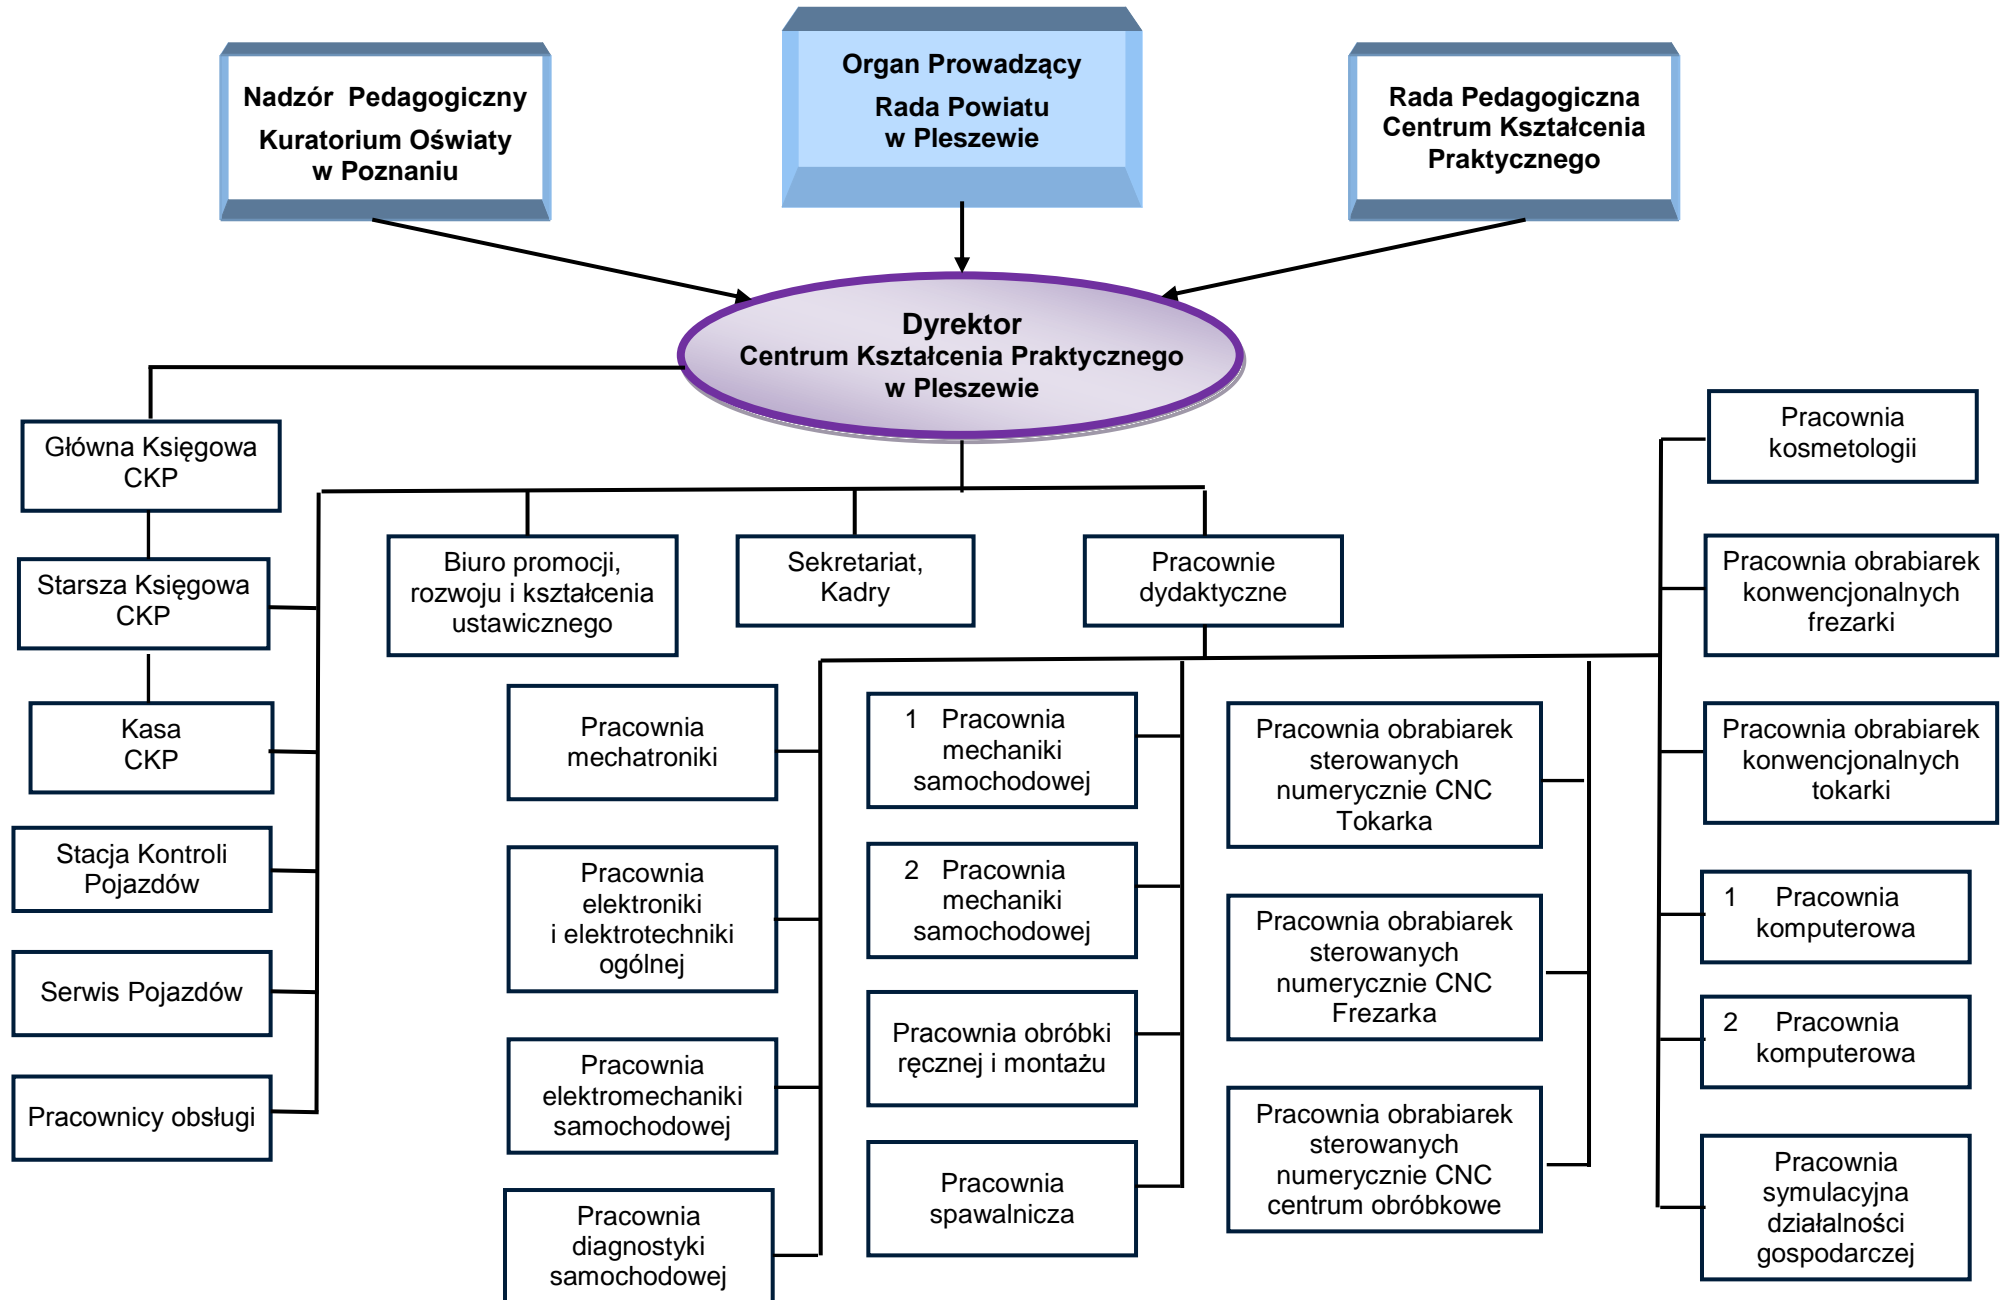 Nadzór Pedagogiczny
Kuratorium Oświaty
w Poznaniu
Organ Prowadzący
Rada Powiatu
w Pleszewie
Rada Pedagogiczna
Centrum Kształcenia
Praktycznego
Dyrektor
Centrum Kształcenia Praktycznego
w Pleszewie
Główna Księgowa
CKP
Starsza Księgowa
CKP
Kasa
CKP
Stacja Kontroli
Pojazdów
Serwis Pojazdów
Pracownicy obsługi
Biuro promocji,
rozwoju i kształcenia
ustawicznego
Sekretariat,
Kadry
Pracownie
dydaktyczne
Pracownia
mechatroniki
Pracownia
elektroniki
i elektrotechniki
ogólnej
Pracownia
elektromechaniki
samochodowej
Pracownia
diagnostyki
samochodowej
1 Pracownia
mechaniki
samochodowej
2 Pracownia
mechaniki
samochodowej
Pracownia obróbki
ręcznej i montażu
Pracownia
spawalnicza
Pracownia obrabiarek
sterowanych
numerycznie CNC
Tokarka
Pracownia obrabiarek
sterowanych
numerycznie CNC
Frezarka
Pracownia obrabiarek
sterowanych
numerycznie CNC
centrum obróbkowe
Pracownia
kosmetologii
Pracownia obrabiarek
konwencjonalnych
frezarki
Pracownia obrabiarek
konwencjonalnych
tokarki
1 Pracownia
komputerowa
2 Pracownia
komputerowa
Pracownia
symulacyjna
działalności
gospodarczej